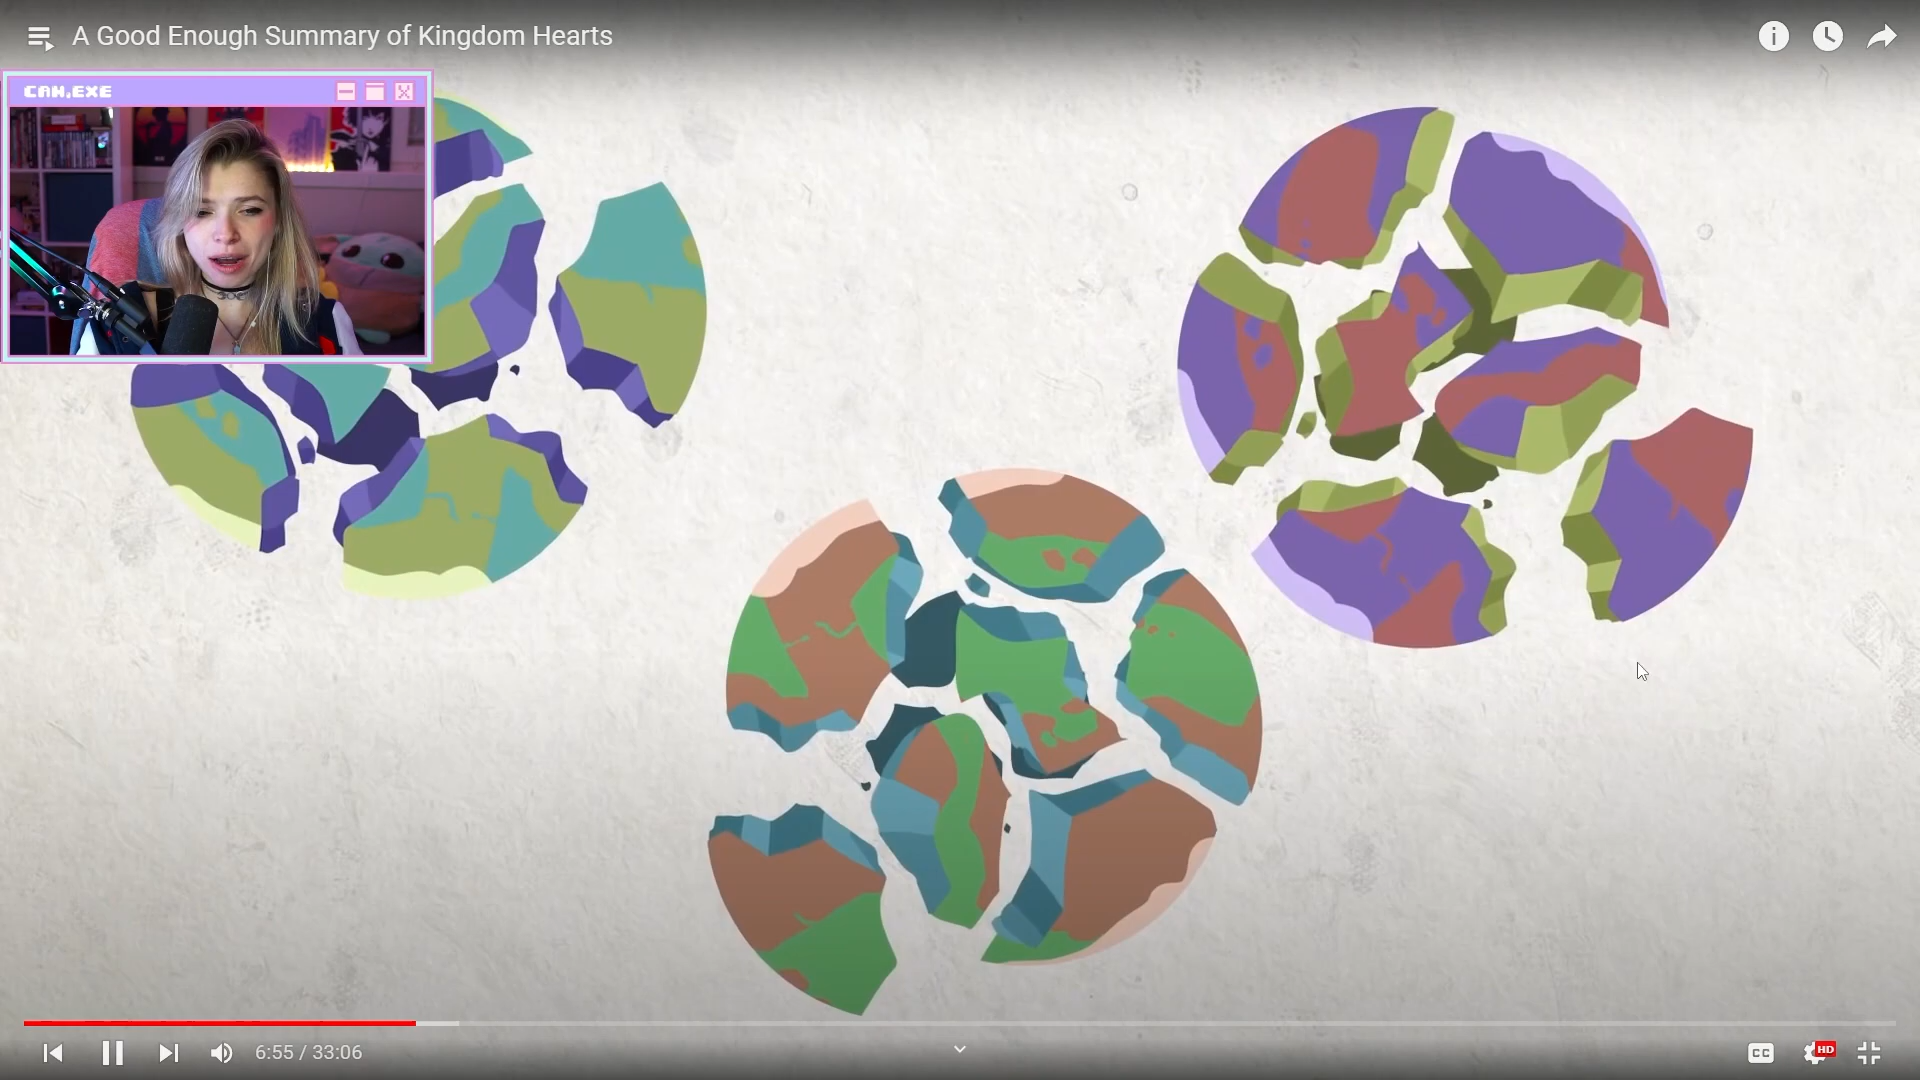 A Good Enough Summary of Kingdom Hearts
CAM.EXE
6:55 / 33:06
CC
HD